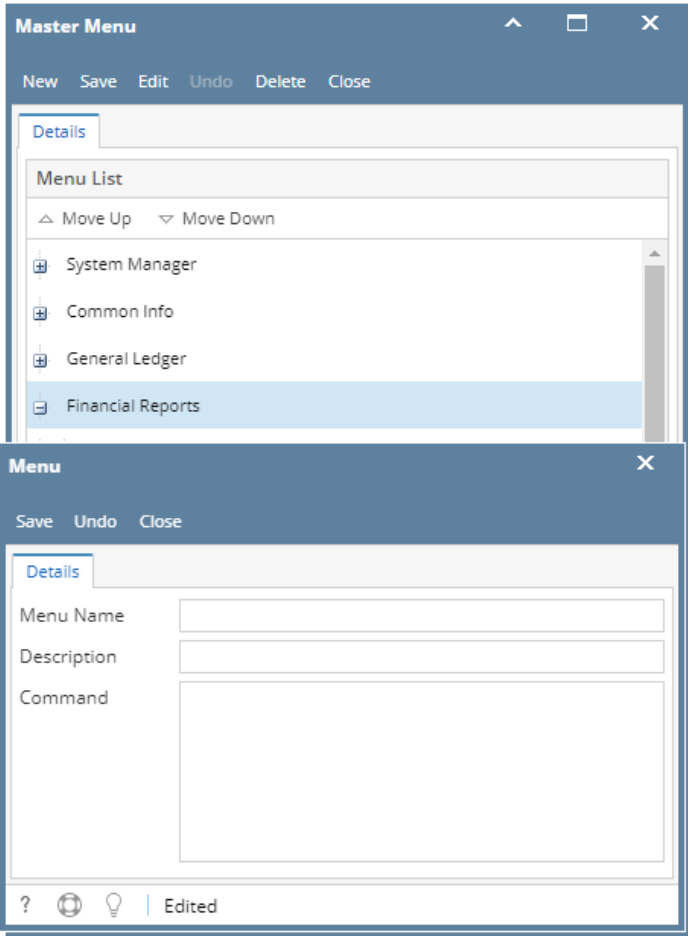 Master Menu
New Save Edit Undo Delete Close
Details
Menu List
Move Up Move Down
System Manager
Common Info
General Ledger
Financial Reports
Menu
Save Undo Close
Details
Menu Name
Description
Command
? Edited